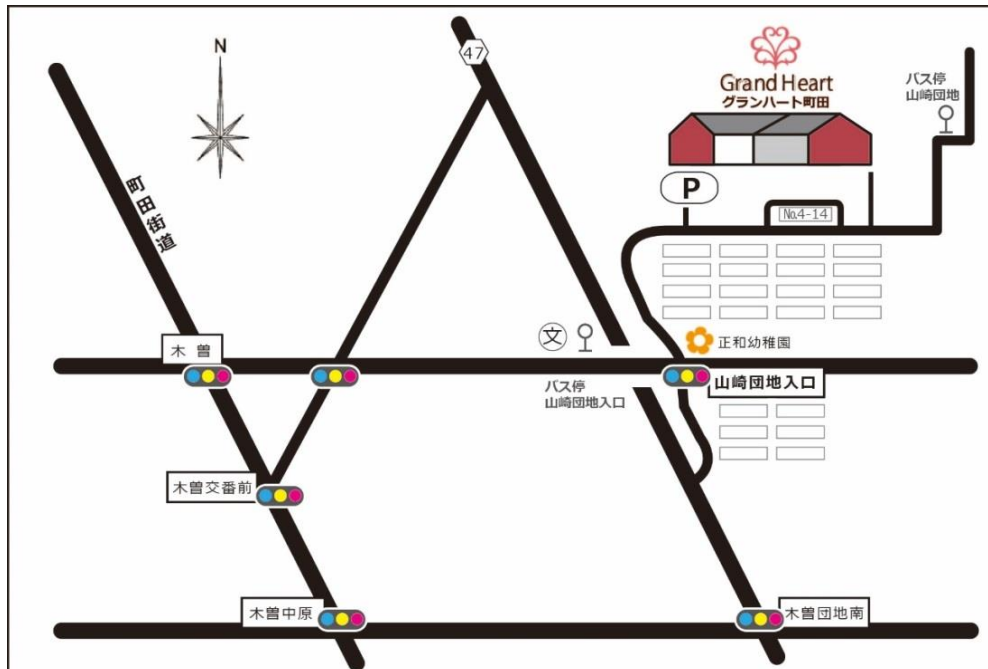 N
47
Grand Heart
グランハート町田
バス停
山崎団地
町田街道
P
No.4-14
文
正和幼稚園
木曽
山崎団地入口
バス停
山崎団地入口
木曽交番前
木曽中原
木曽団地南